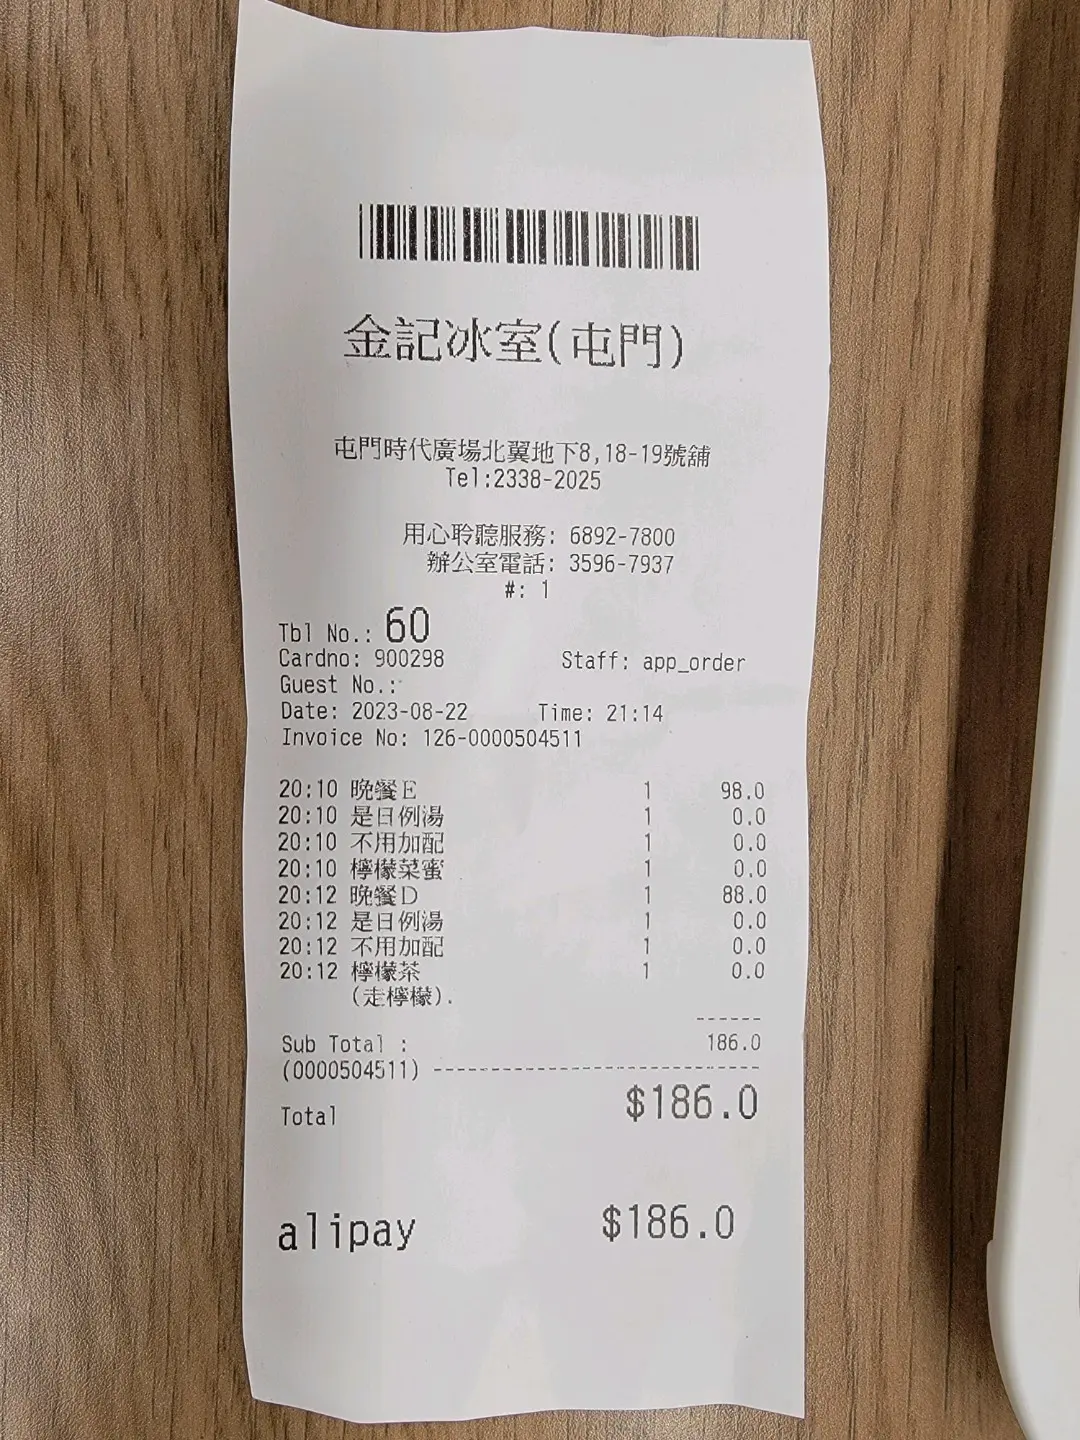 金記冰室(屯門)
屯門時代廣場北翼地下8,18-19號舖
Tel:2338-2025
用心聆聽服務: 6892-7800
辦公室電話: 3596-7937
#: 1
Tbl No.: 60
Cardno: 900298 Staff: app_order
Guest No.:
Date: 2023-08-22 Time: 21:14
Invoice No: 126-0000504511
20:10 晚餐E 1 98.0
20:10 是日例湯 1 0.0
20:10 不用加配 1 0.0
20:10 檸檬菜蜜 1 0.0
20:12 晚餐D 1 88.0
20:12 是日例湯 1 0.0
20:12 不用加配 1 0.0
20:12 檸檬茶 1 0.0
(走檸檬).
------
Sub Total : 186.0
(0000504511) ----------------------------
Total $186.0
alipay $186.0